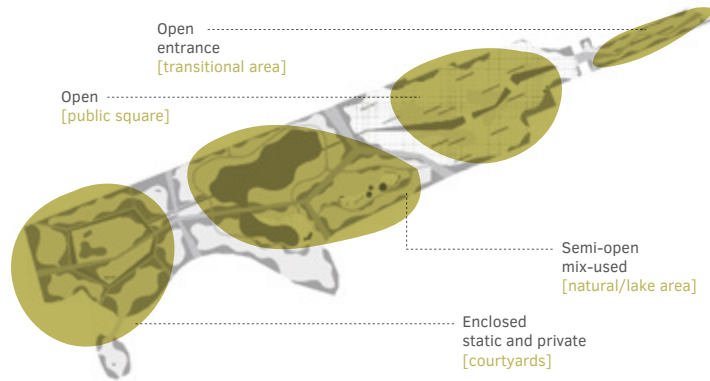 Open
entrance
[transitional area]
Open
[public square]
Semi-open
mix-used
[natural/lake area]
Enclosed
static and private
[courtyards]